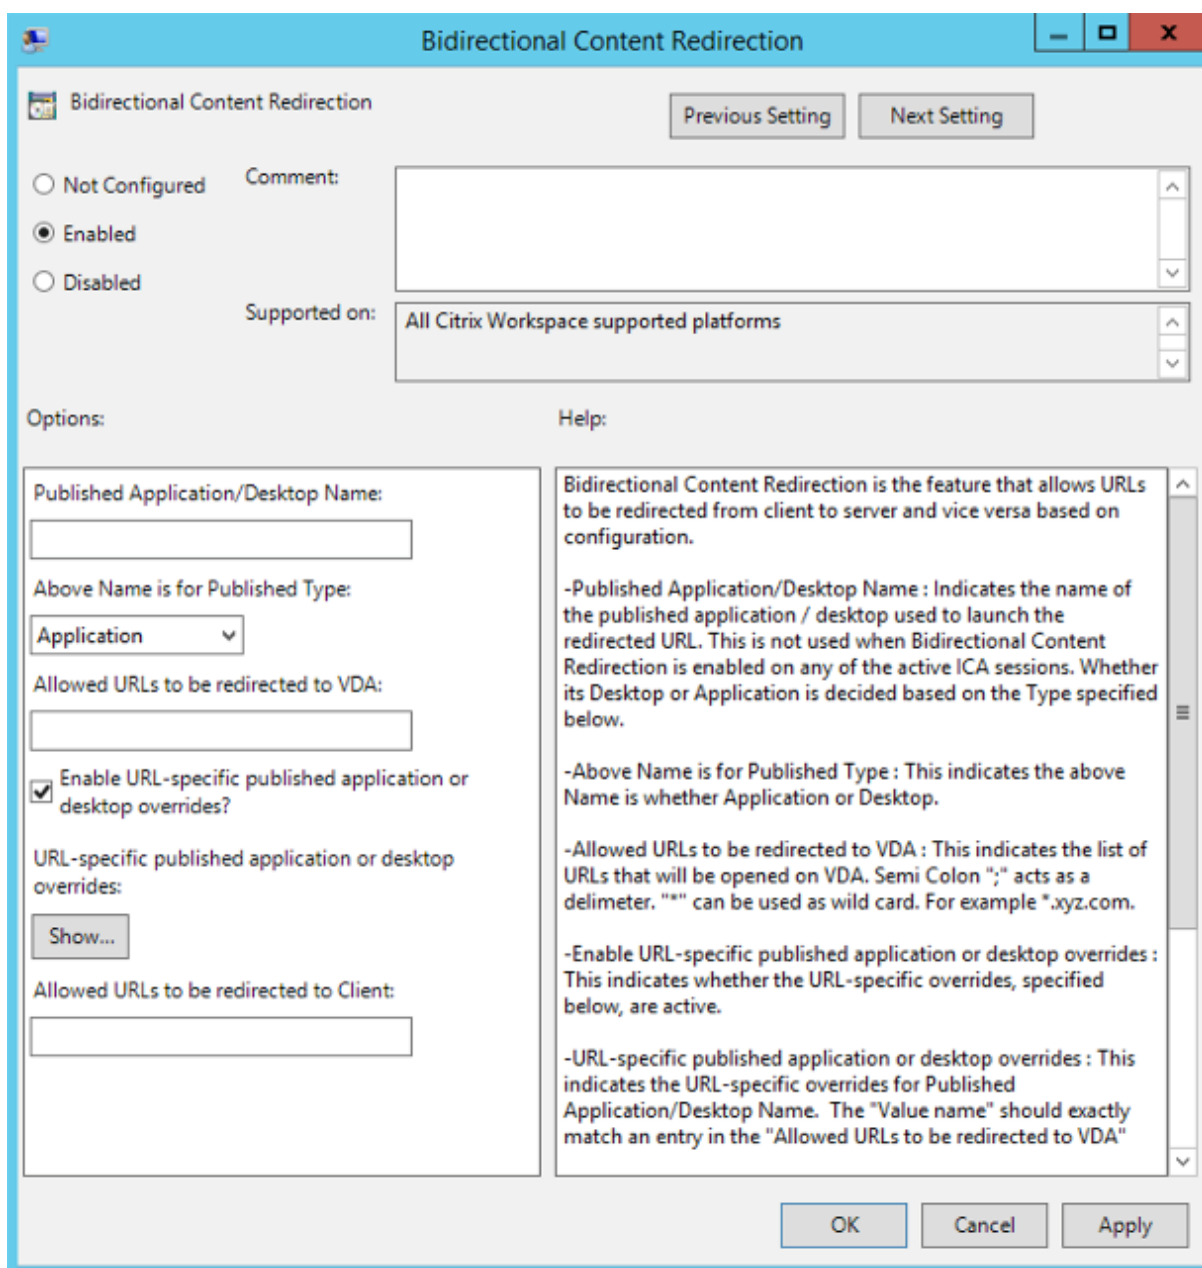 Bidirectional Content Redirection
Bidirectional Content Redirection
Previous Setting
Next Setting
Not Configured
Enabled
Disabled
Comment:
Supported on:
All Citrix Workspace supported platforms
Options:
Help:
Published Application/Desktop Name:
Above Name is for Published Type:
Application
Allowed URLs to be redirected to VDA:
Enable URL-specific published application or
desktop overrides?
URL-specific published application or desktop
overrides:
Show...
Allowed URLs to be redirected to Client:
Bidirectional Content Redirection is the feature that allows URLs
to be redirected from client to server and vice versa based on
configuration.
-Published Application/Desktop Name : Indicates the name of
the published application / desktop used to launch the
redirected URL. This is not used when Bidirectional Content
Redirection is enabled on any of the active ICA sessions. Whether
its Desktop or Application is decided based on the Type specified
below.
-Above Name is for Published Type : This indicates the above
Name is whether Application or Desktop.
-Allowed URLs to be redirected to VDA : This indicates the list of
URLs that will be opened on VDA. Semi Colon ";" acts as a
delimeter. "*" can be used as wild card. For example *.xyz.com.
-Enable URL-specific published application or desktop overrides :
This indicates whether the URL-specific overrides, specified
below, are active.
-URL-specific published application or desktop overrides : This
indicates the URL-specific overrides for Published
Application/Desktop Name.  The "Value name" should exactly
match an entry in the "Allowed URLs to be redirected to VDA"
OK
Cancel
Apply